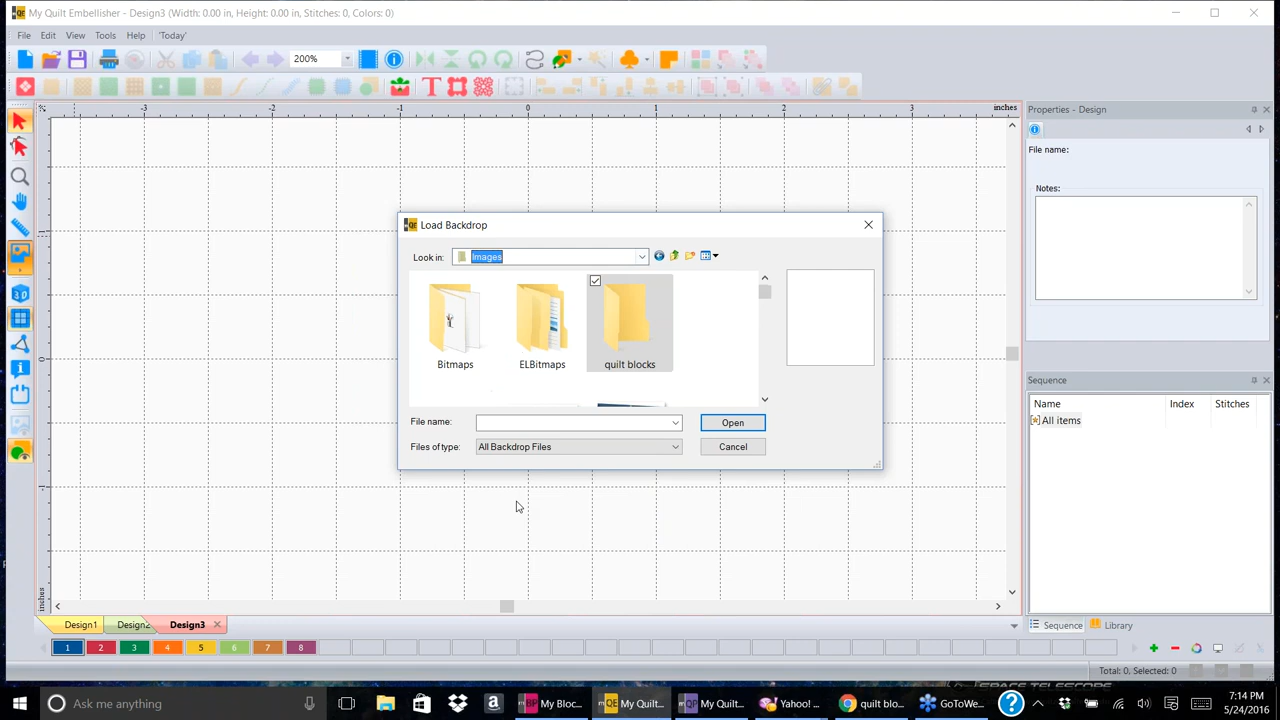 My Quilt Embellisher - Design3 (Width: 0.00 in, Height: 0.00 in, Stitches: 0, Colors: 0)
File Edit View Tools Help 'Today'
200%
-3 -2 -1 0 1 2 3 inches
Properties - Design
File name:
Notes:
Load Backdrop
Look in: Images
Bitmaps ELBitmaps quilt blocks
File name: Open
Files of type: All Backdrop Files Cancel
Sequence
Name Index Stitches
All items
inches
Design1 Design2 Design3
Sequence Library
1 2 3 4 5 6 7 8
Total: 0, Selected: 0
SPACE TELESCOPE
Ask me anything
My Bloc... My Quilt... My Quilt... Yahoo! ... quilt blo... GoToWe...
7:14 PM
5/24/2016